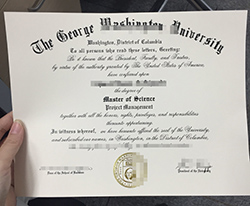 The George Washington University
Washington, District of Columbia
To all persons who read these letters, Greeting:
Be it known that the President, Faculty, and Trustees,
by virtue of the authority granted by The United States of America,
have conferred upon
the degree of
Master of Science
Project Management
together with all the honors, rights, privileges, and responsibilities
thereunto appertaining.
In witness whereof, we have hereunto affixed the seal of the University,
and subscribed our names, in Washington, in the District of Columbia,